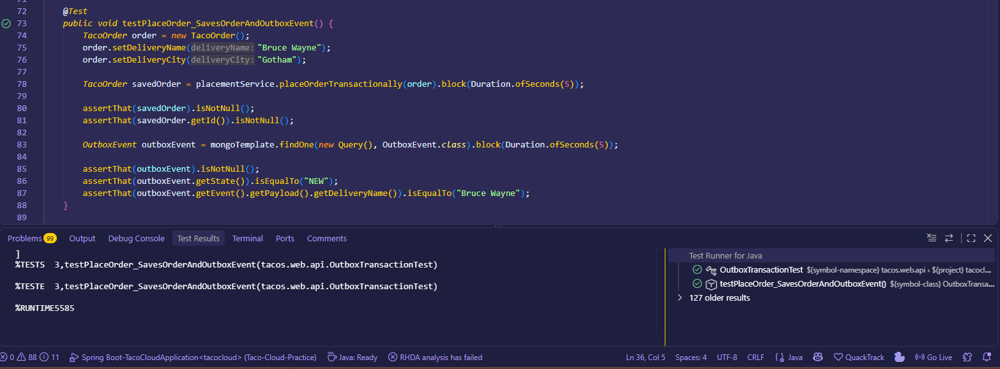 71
72 @Test
73 public void testPlaceOrder_SavesOrderAndOutboxEvent() {
74 TacoOrder order = new TacoOrder();
75 order.setDeliveryName(deliveryName: "Bruce Wayne");
76 order.setDeliveryCity(deliveryCity: "Gotham");
77
78 TacoOrder savedOrder = placementService.placeOrderTransactionally(order).block(Duration.ofSeconds(5));
79
80 assertThat(savedOrder).isNotNull();
81 assertThat(savedOrder.getId()).isNotNull();
82
83 OutboxEvent outboxEvent = mongoTemplate.findOne(new Query(), OutboxEvent.class).block(Duration.ofSeconds(5));
84
85 assertThat(outboxEvent).isNotNull();
86 assertThat(outboxEvent.getState()).isEqualTo("NEW");
87 assertThat(outboxEvent.getEvent().getPayload().getDeliveryName()).isEqualTo("Bruce Wayne");
88 }
89
Problems 99 Output Debug Console Test Results Terminal Ports Comments
]
%TESTS 3,testPlaceOrder_SavesOrderAndOutboxEvent(tacos.web.api.OutboxTransactionTest)
%TESTE 3,testPlaceOrder_SavesOrderAndOutboxEvent(tacos.web.api.OutboxTransactionTest)
%RUNTIME5585
Test Runner for Java
OutboxTransactionTest $(symbol-namespace) tacos.web.api < $(project) tacocl...
testPlaceOrder_SavesOrderAndOutboxEvent() $(symbol-class) OutboxTransa...
127 older results
0 88 11 Spring Boot-TacoCloudApplication<tacocloud> (Taco-Cloud-Practice) Java: Ready RHDA analysis has failed Ln 36, Col 5 Spaces: 4 UTF-8 CRLF {} Java QuackTrack Go Live